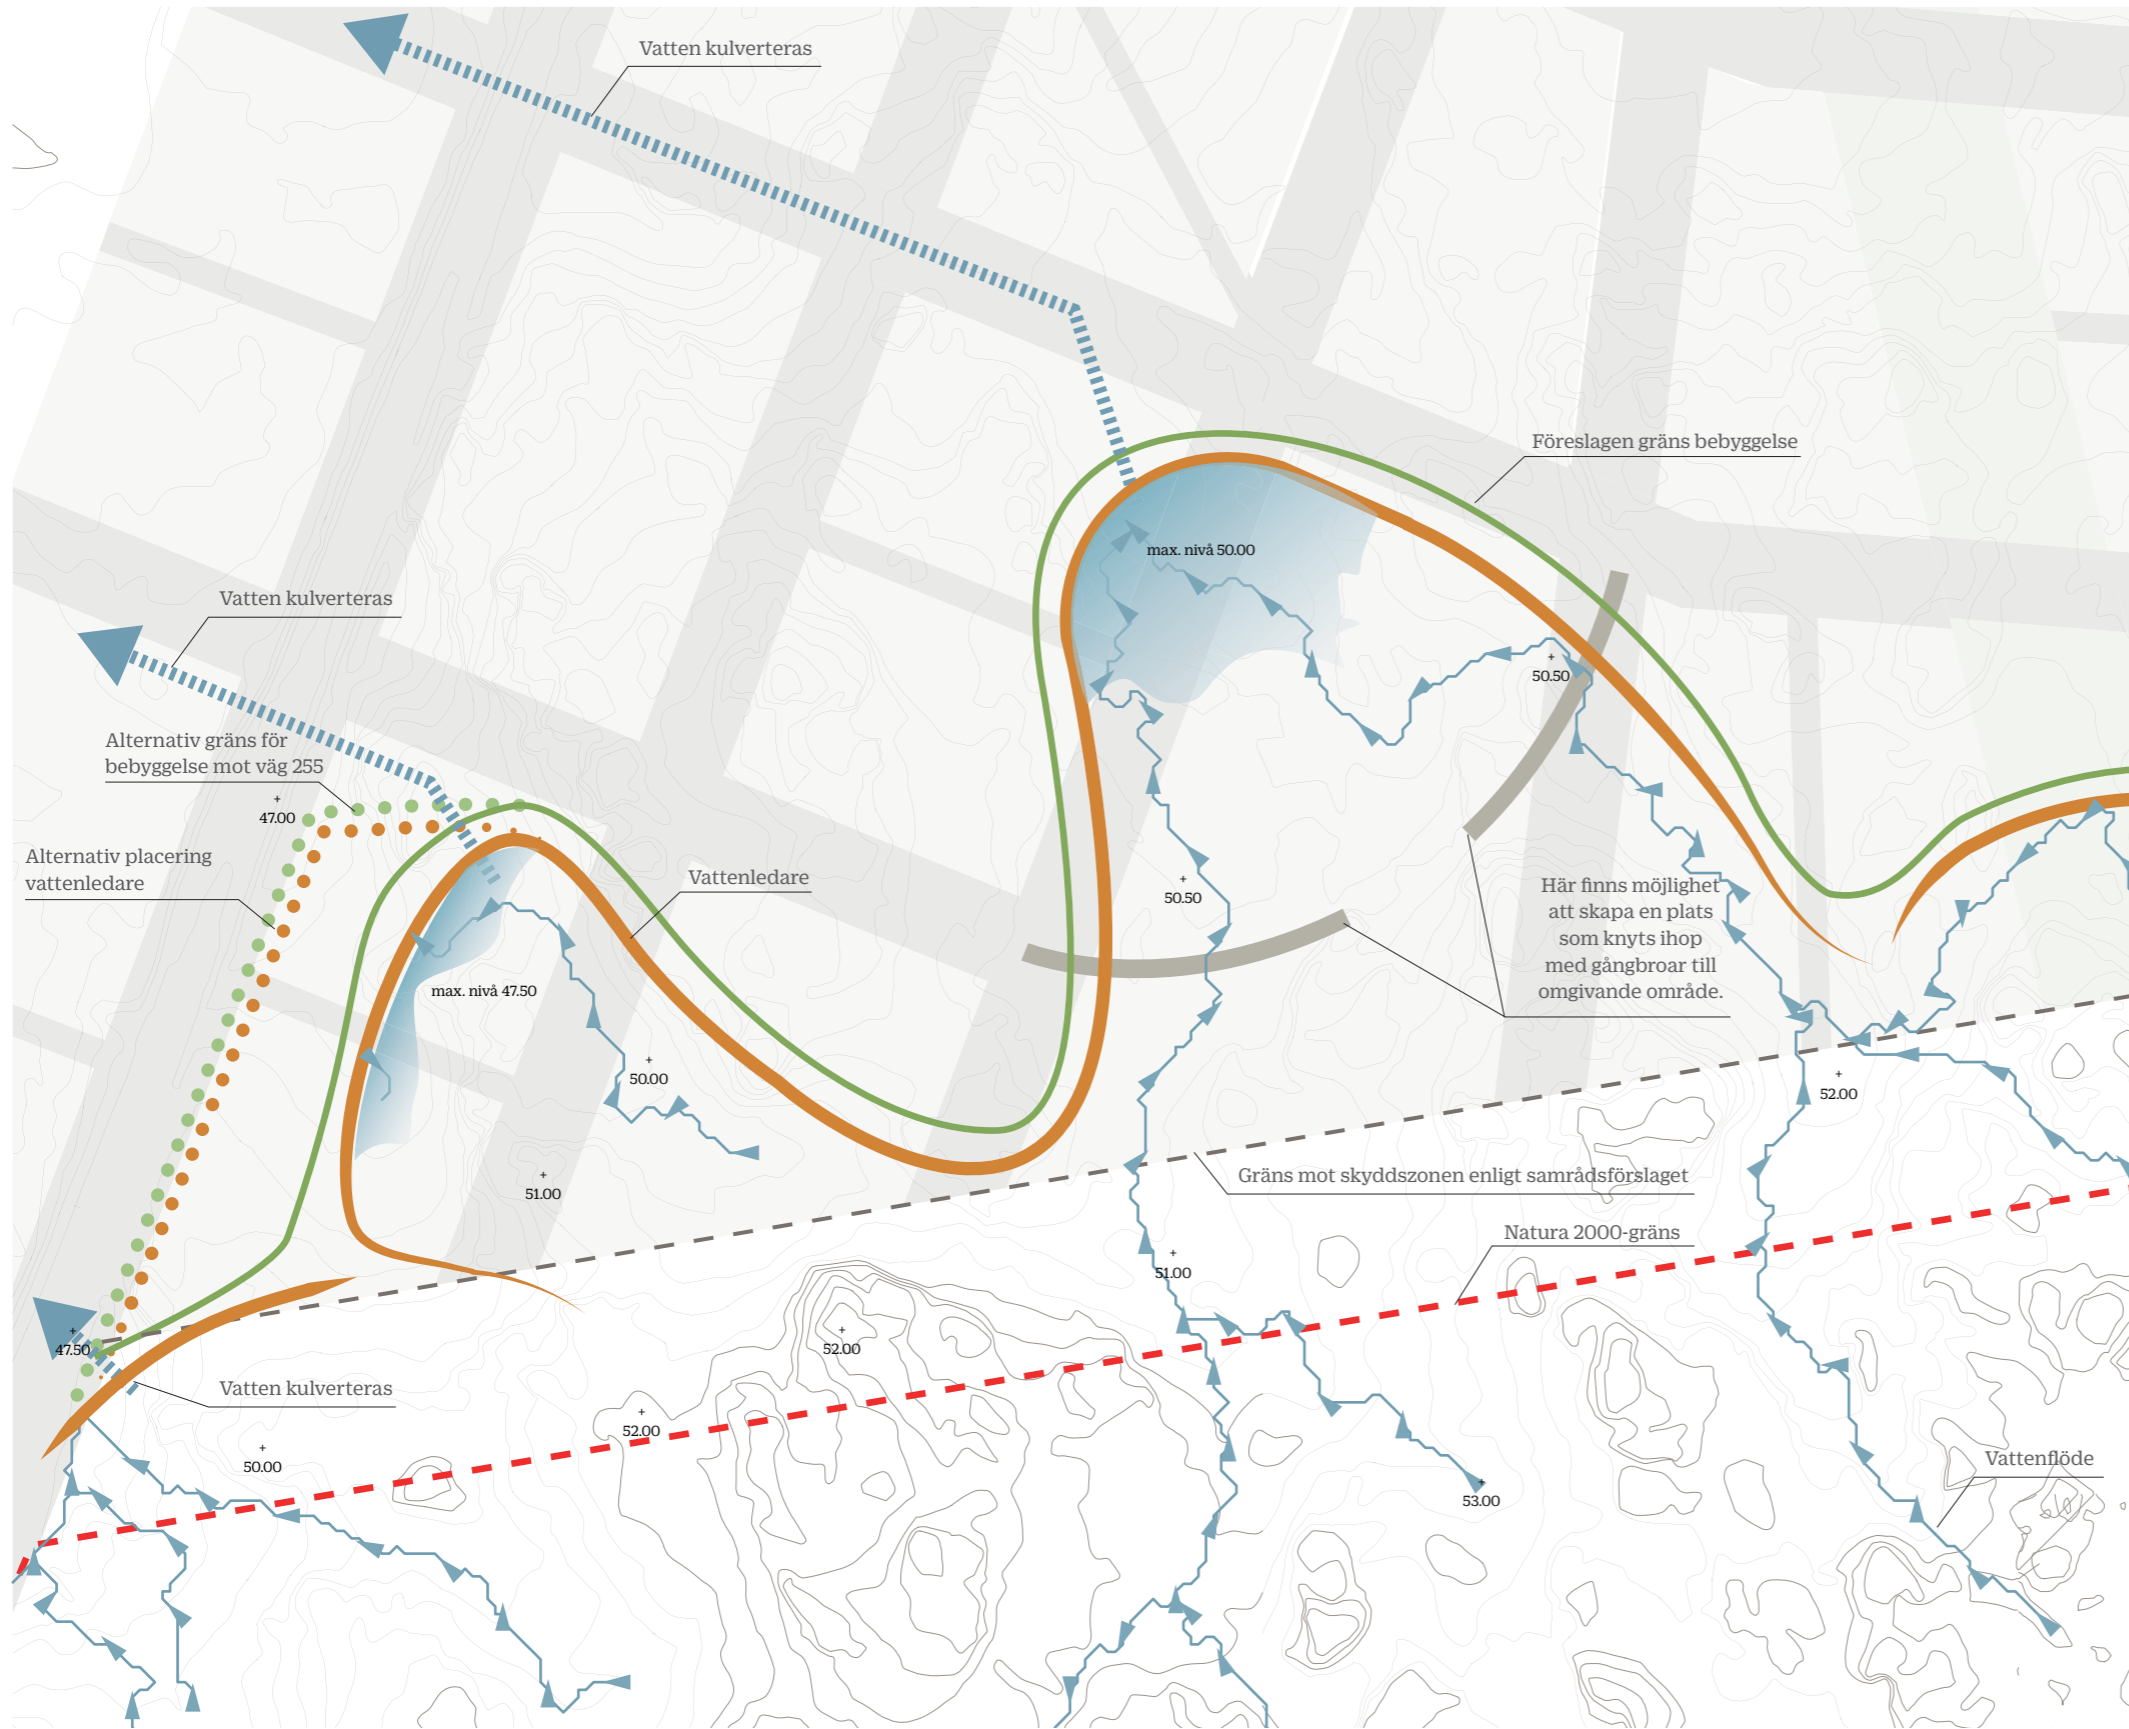 Vatten kulverteras
Föreslagen gräns bebyggelse
max. nivå 50.00
Vatten kulverteras
50.50
Alternativ gräns för
bebyggelse mot väg 255
47.00
Alternativ placering
vattenledare
Vattenledare
50.50
Här finns möjlighet
att skapa en plats
som knyts ihop
med gångbroar till
omgivande område.
max. nivå 47.50
50.00
52.00
51.00
Gräns mot skyddszonen enligt samrådsförslaget
Natura 2000-gräns
51.00
47.50
52.00
Vatten kulverteras
52.00
50.00
Vattenflöde
53.00